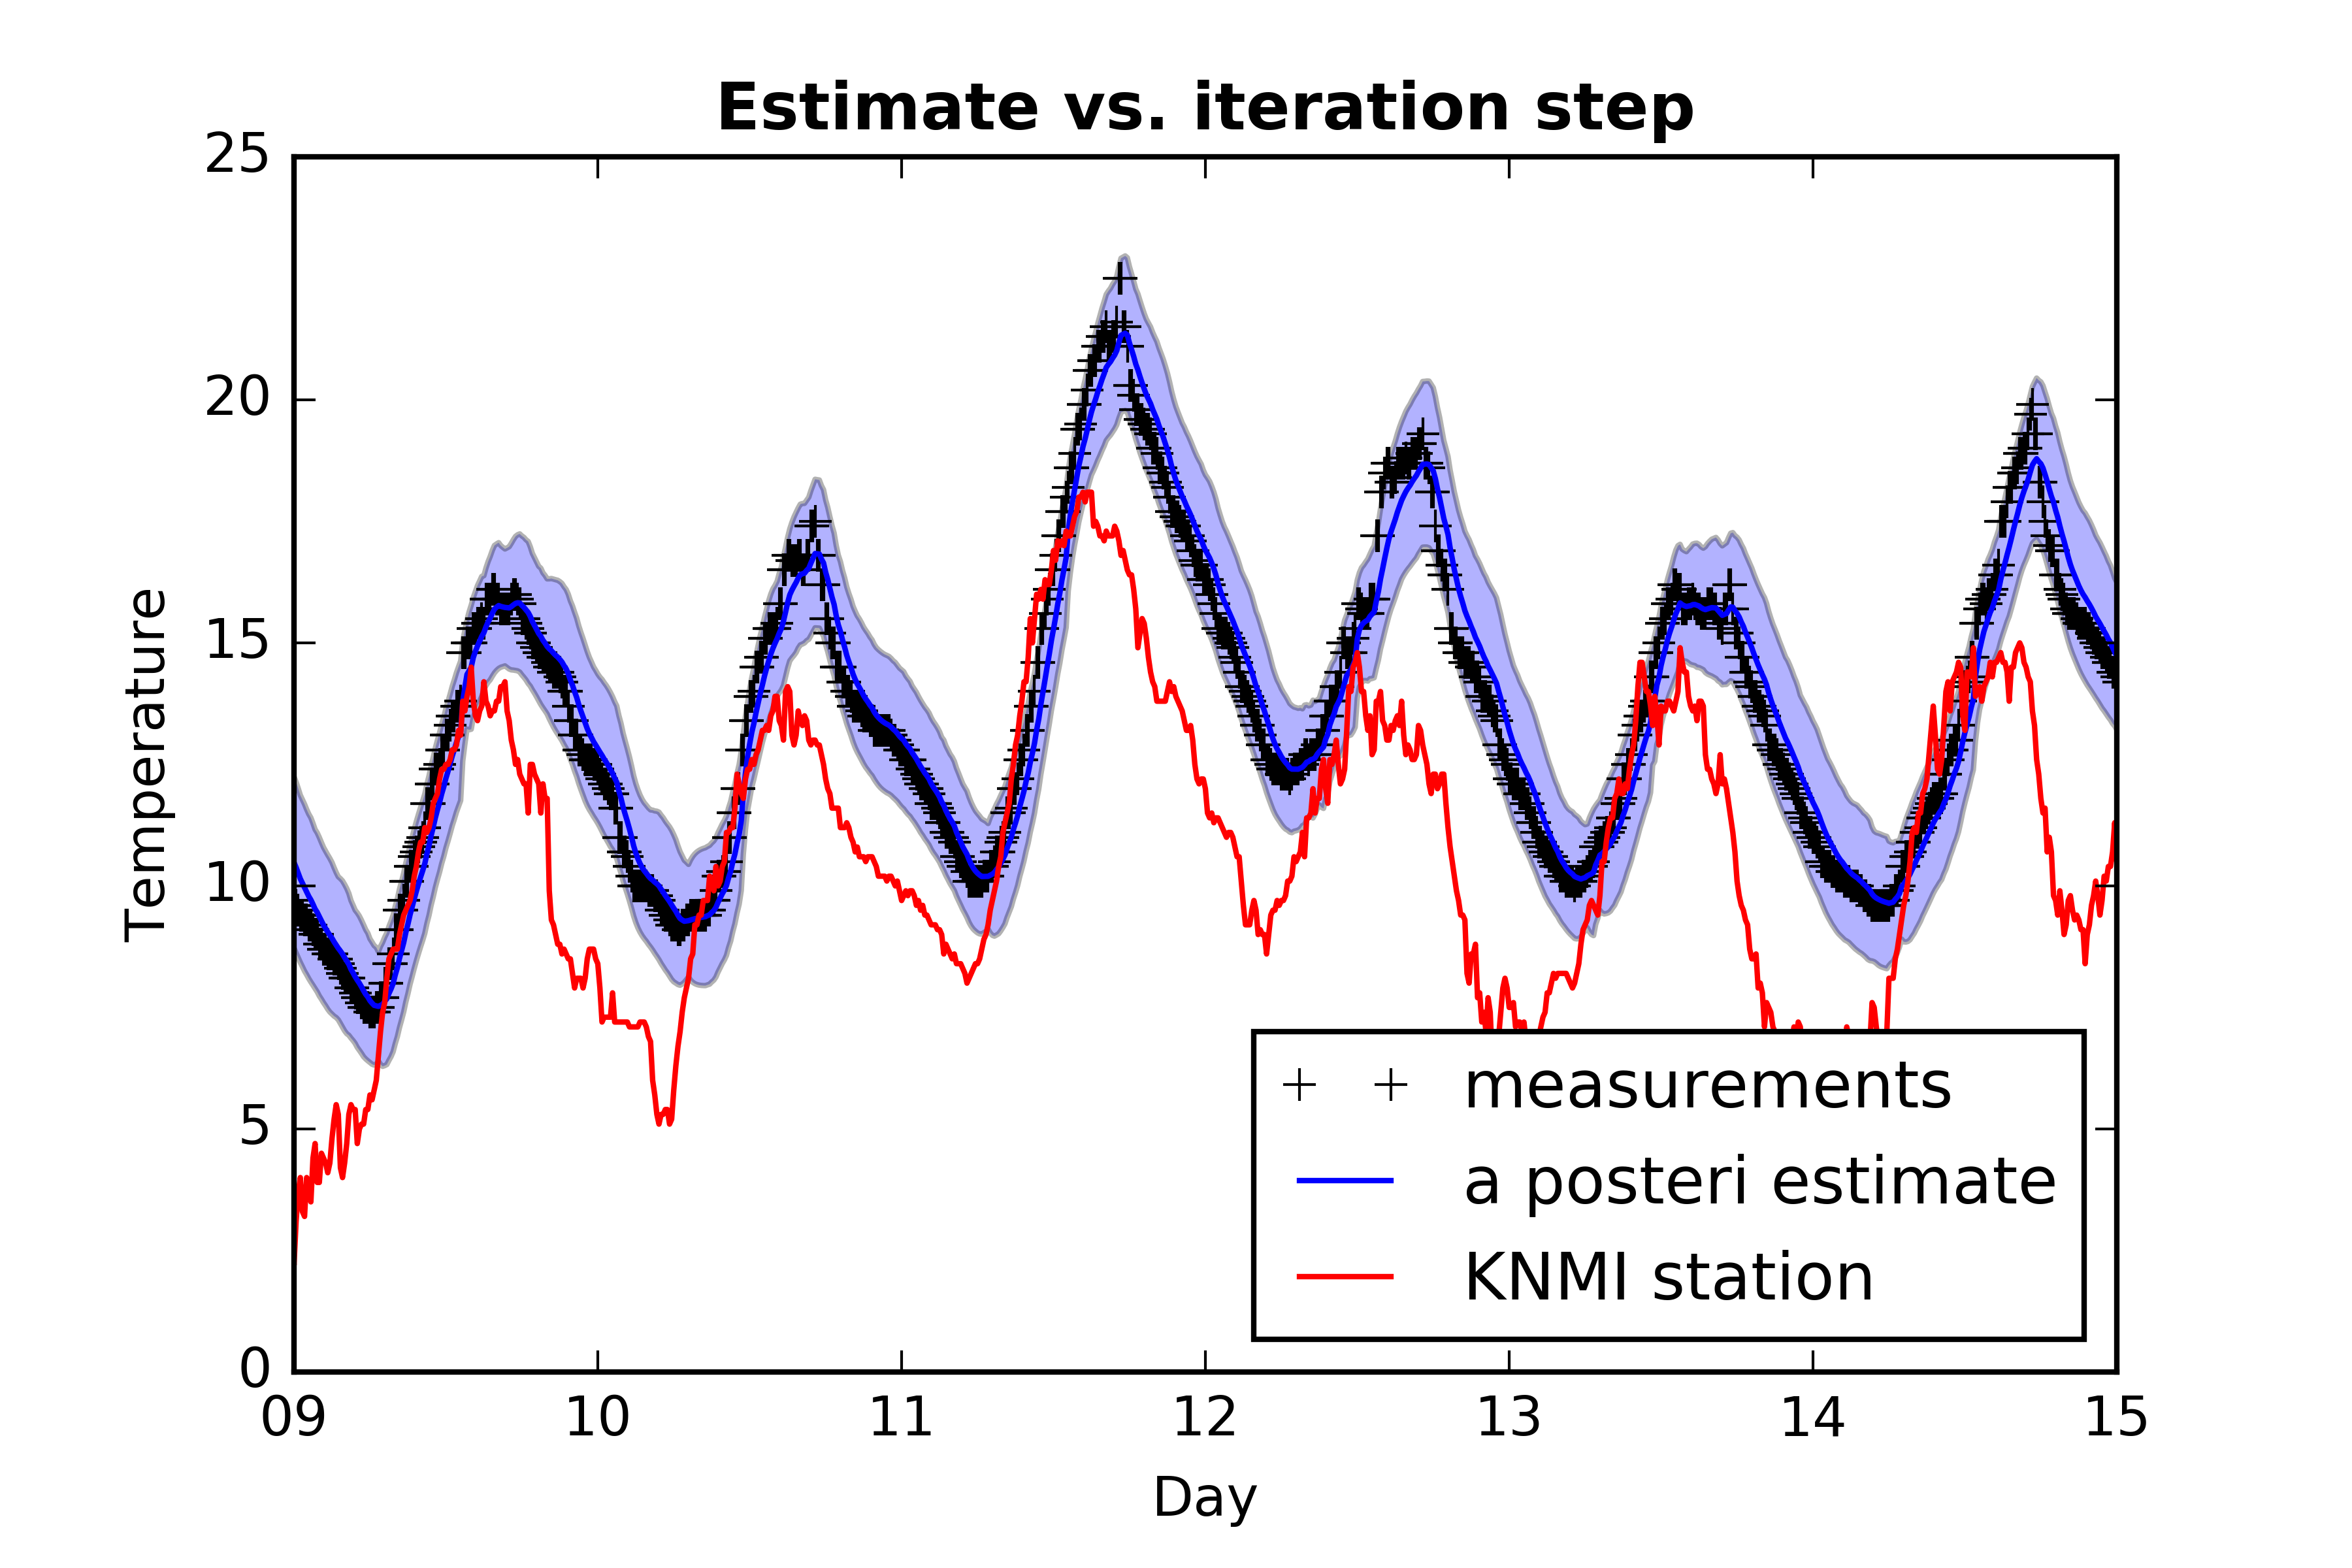 Estimate vs. iteration step
25
20
15
10
5
0
Temperature
09 10 11 12 13 14 15
Day
measurements
a posteri estimate
KNMI station